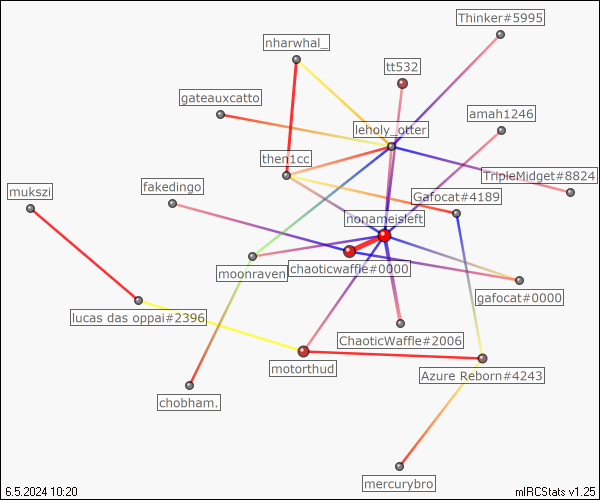 Thinker#5995
nharwhal_
tt532
gateauxcatto
amah1246
leholy_otter
then1cc
TripleMidget#8824
fakedingo
mukszi
Gafocat#4189
nonameisleft
moonraven
chaoticwaffle#0000
gafocat#0000
lucas das oppai#2396
ChaoticWaffle#2006
motorthud
Azure Reborn#4243
chobham.
mercurybro
6.5.2024 10:20
mIRCStats v1.25